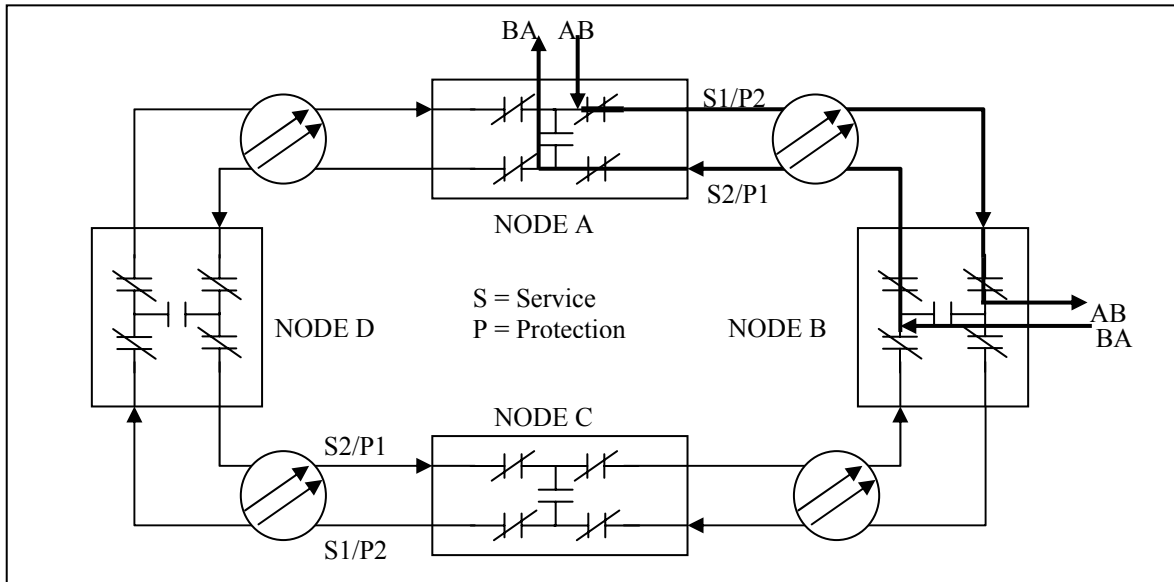 BA AB
S1/P2
S2/P1
NODE A
S = Service
P = Protection
NODE D
NODE B
AB
BA
NODE C
S2/P1
S1/P2